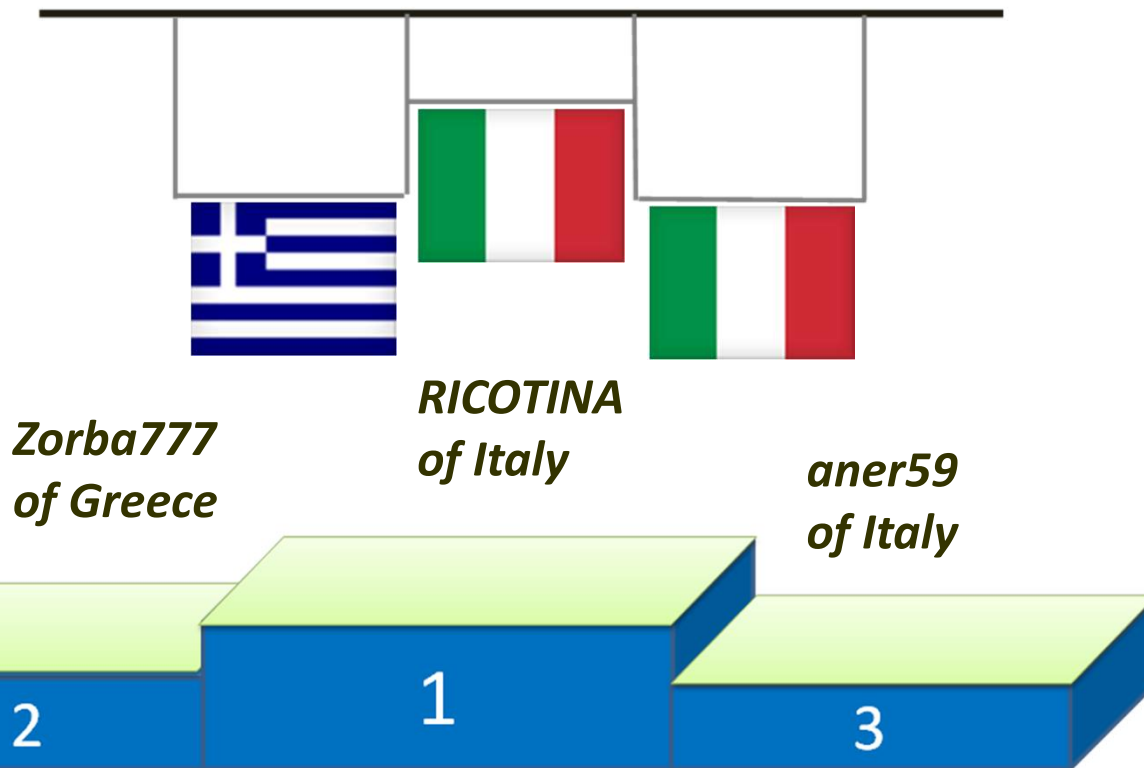 RICOTINA
of Italy
Zorba777
of Greece
aner59
of Italy
2
1
3